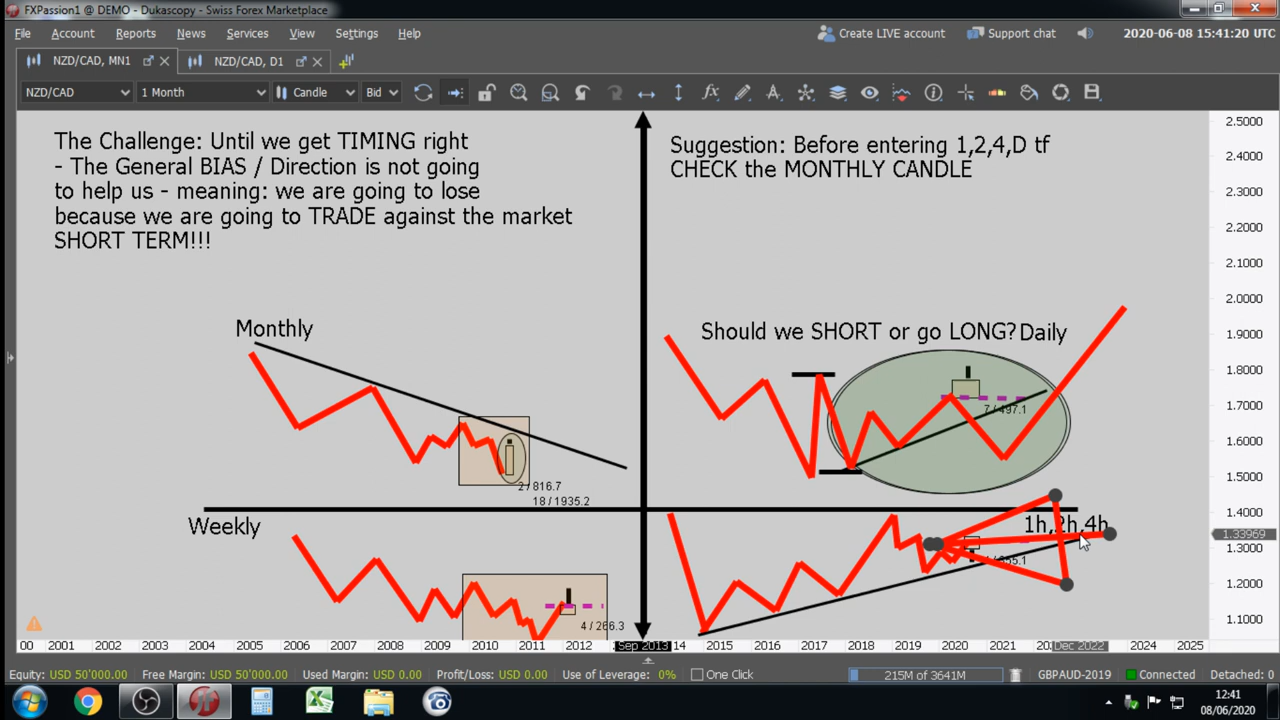 FXPassion1 @ DEMO - Dukascopy - Swiss Forex Marketplace
File Account Reports News Services View Settings Help
Create LIVE account Support chat 2020-06-08 15:41:20 UTC
NZD/CAD, MN1 NZD/CAD, D1
NZD/CAD 1 Month Candle Bid
The Challenge: Until we get TIMING right
- The General BIAS / Direction is not going
to help us - meaning: we are going to lose
because we are going to TRADE against the market
SHORT TERM!!!
Suggestion: Before entering 1,2,4,D tf
CHECK the MONTHLY CANDLE
Monthly
2 / 816.7
18 / 1935.2
Should we SHORT or go LONG? Daily
7 / 497.1
Weekly
4 / 266.3
1h,2h,4h
2.5000
2.4000
2.3000
2.2000
2.1000
2.0000
1.9000
1.8000
1.7000
1.6000
1.5000
1.4000
1.33969
1.3000
1.2000
1.1000
00 2001 2002 2003 2004 2005 2006 2007 2008 2009 2010 2011 2012 Sep 2013 14 2015 2016 2017 2018 2019 2020 2021 Dec 2022 2024 2025
Equity: USD 50'000.00 Free Margin: USD 50'000.00 Used Margin: USD 0.00 Profit/Loss: USD 0.00 Use of Leverage: 0% One Click 215M of 3641M GBPAUD-2019 Connected Detached: 0
12:41
08/06/2020